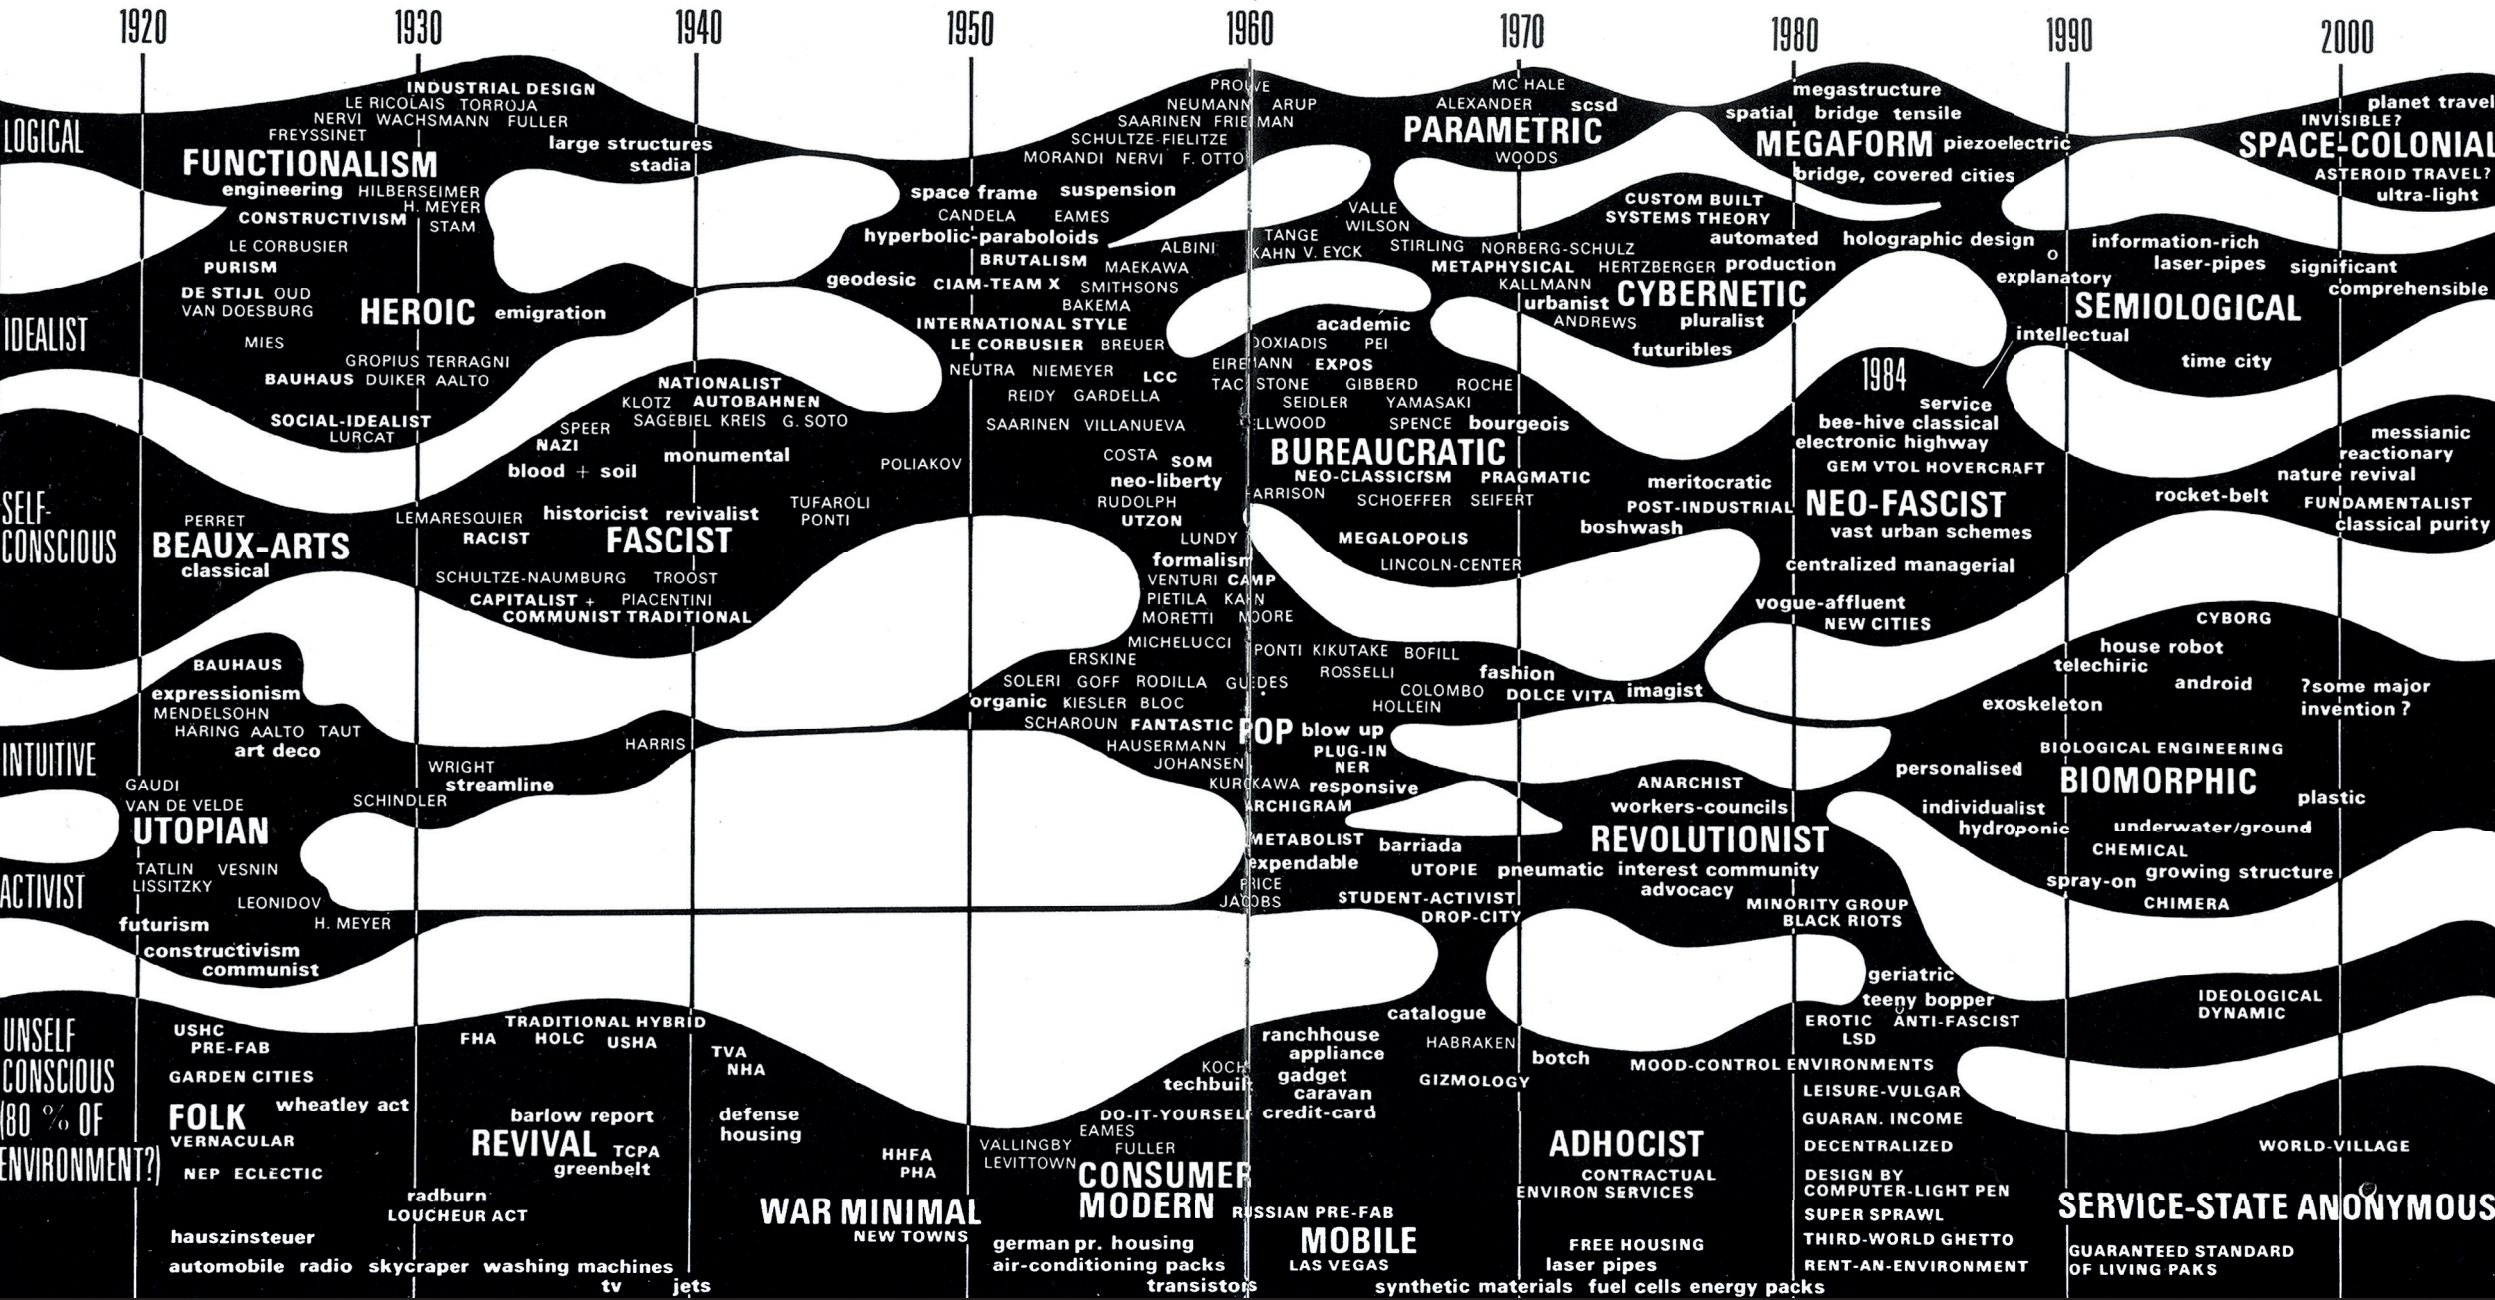 1920 1930 1940 1950 1960 1970 1980 1990 2000
LOGICAL
INDUSTRIAL DESIGN
LE RICOLAIS TORROJA
NERVI WACHSMANN FULLER
FREYSSINET
large structures
stadia
FUNCTIONALISM
engineering HILBERSEIMER
H. MEYER
CONSTRUCTIVISM
STAM
LE CORBUSIER
PURISM
DE STIJL OUD
VAN DOESBURG
HEROIC emigration
IDEALIST
MIES
GROPIUS TERRAGNI
BAUHAUS DUIKER AALTO
SOCIAL-IDEALIST
LURCAT
PROUVE
NEUMANN ARUP
SAARINEN FRIEDMAN
SCHULTZE-FIELITZ
MORANDI NERVI F. OTTO
space frame suspension
CANDELA EAMES
hyperbolic-paraboloids
ALBINI
BRUTALISM
MAEKAWA
geodesic CIAM-TEAM X SMITHSONS
BAKEMA
INTERNATIONAL STYLE
LE CORBUSIER BREUER
NEUTRA NIEMEYER
LCC
REIDY GARDELLA
SAARINEN VILLANUEVA
COSTA SOM
neo-liberty
RUDOLPH
UTZON
LUNDY
formalism
VENTURI CAMP
PIETILA KAHN
MORETTI MOORE
MICHELUCCI
ERSKINE
SOLERI GOFF RODILLA GUEDES
organic KIESLER BLOC
SCHAROUN FANTASTIC POP blow up
HAUSERMANN
JOHANSEN
MC HALE
ALEXANDER scsd
PARAMETRIC
WOODS
VALLE
WILSON
TANGE
KAHN V. EYCK
STIRLING NORBERG-SCHULZ
METAPHYSICAL HERTZBERGER production
KALLMANN
urbanist CYBERNETIC
ANDREWS pluralist
futuribles
CUSTOM BUILT
SYSTEMS THEORY
automated
academic
DOXIADIS PEI
EIREMANN EXPOS
TAC STONE GIBBERD ROCHE
SEIDLER YAMASAKI
ELLWOOD SPENCE bourgeois
BUREAUCRATIC
NEO-CLASSICISM PRAGMATIC
HARRISON SCHOEFFER SEIFERT
MEGALOPOLIS
LINCOLN-CENTER
meritocratic
POST-INDUSTRIAL
boshwash
megastructure
spatial bridge tensile
MEGAFORM piezoelectric
bridge, covered cities
holographic design
1984
service
bee-hive classical
electronic highway
GEM VTOL HOVERCRAFT
NEO-FASCIST
vast urban schemes
centralized managerial
vogue-affluent
NEW CITIES
planet travel
INVISIBLE?
SPACE-COLONIAL
ASTEROID TRAVEL?
ultra-light
information-rich
laser-pipes significant
explanatory
comprehensible
SEMIOLOGICAL
intellectual
time city
messianic
reactionary
nature revival
rocket-belt FUNDAMENTALIST
classical purity
SELF-
CONSCIOUS
PERRET
BEAUX-ARTS
classical
NATIONALIST
KLOTZ AUTOBAHNEN
SAGEBIEL KREIS G. SOTO
SPEER
NAZI
monumental
blood + soil
POLIAKOV
TUFAROLI
PONTI
LEMARESQUIER historicist revivalist
RACIST FASCIST
SCHULTZE-NAUMBURG TROOST
CAPITALIST + PIACENTINI
COMMUNIST TRADITIONAL
INTUITIVE
BAUHAUS
expressionism
MENDELSOHN
HÄRING AALTO TAUT
art deco
GAUDI
VAN DE VELDE
UTOPIAN
HARRIS
WRIGHT
streamline
SCHINDLER
PONTI KIKUTAKE BOFILL
ROSSELLI fashion
COLOMBO DOLCE VITA imagist
HOLLEIN
PLUG-IN
NER
KUROKAWA responsive
ARCHIGRAM
METABOLIST barriada
expendable
PRICE
JACOBS
UTOPIE pneumatic interest community
advocacy
STUDENT-ACTIVIST
DROP-CITY
ANARCHIST
workers-councils
REVOLUTIONIST
MINORITY GROUP
BLACK RIOTS
CYBORG
house robot
telechiric
android
?some major
invention ?
exoskeleton
BIOLOGICAL ENGINEERING
personalised
BIOMORPHIC
plastic
individualist
hydroponic underwater/ground
CHEMICAL
growing structure
spray-on
CHIMERA
ACTIVIST
TATLIN VESNIN
LISSITZKY
LEONIDOV
futurism H. MEYER
constructivism
communist
geriatric
teeny bopper
EROTIC ANTI-FASCIST
LSD
IDEOLOGICAL
DYNAMIC
UNSELF
CONSCIOUS
(80 % OF
ENVIRONMENT?)
USHC
PRE-FAB
GARDEN CITIES
wheatley act
FOLK
VERNACULAR
NEP ECLECTIC
radburn
LOUCHEUR ACT
hauszinsteuer
automobile radio skycraper washing machines
tv jets
TRADITIONAL HYBRID
FHA HOLC USHA
TVA
NHA
barlow report
REVIVAL TCPA
greenbelt
defense
housing
HHFA
PHA
WAR MINIMAL
NEW TOWNS
KOCH
techbuilt
DO-IT-YOURSELF credit-card
EAMES
VALLINGBY FULLER
LEVITTOWN
CONSUMER
MODERN
RUSSIAN PRE-FAB
german pr. housing
air-conditioning packs
transistors
catalogue
ranchhouse
appliance
HABRAKEN
gadget
caravan
GIZMOLOGY
botch
MOBILE
LAS VEGAS
MOOD-CONTROL ENVIRONMENTS
ADHOCIST
CONTRACTUAL
ENVIRON SERVICES
FREE HOUSING
laser pipes
synthetic materials fuel cells energy packs
LEISURE-VULGAR
GUARAN. INCOME
DECENTRALIZED
DESIGN BY
COMPUTER-LIGHT PEN
SUPER SPRAWL
THIRD-WORLD GHETTO
RENT-AN-ENVIRONMENT
WORLD-VILLAGE
SERVICE-STATE ANONYMOUS
GUARANTEED STANDARD
OF LIVING PAKS